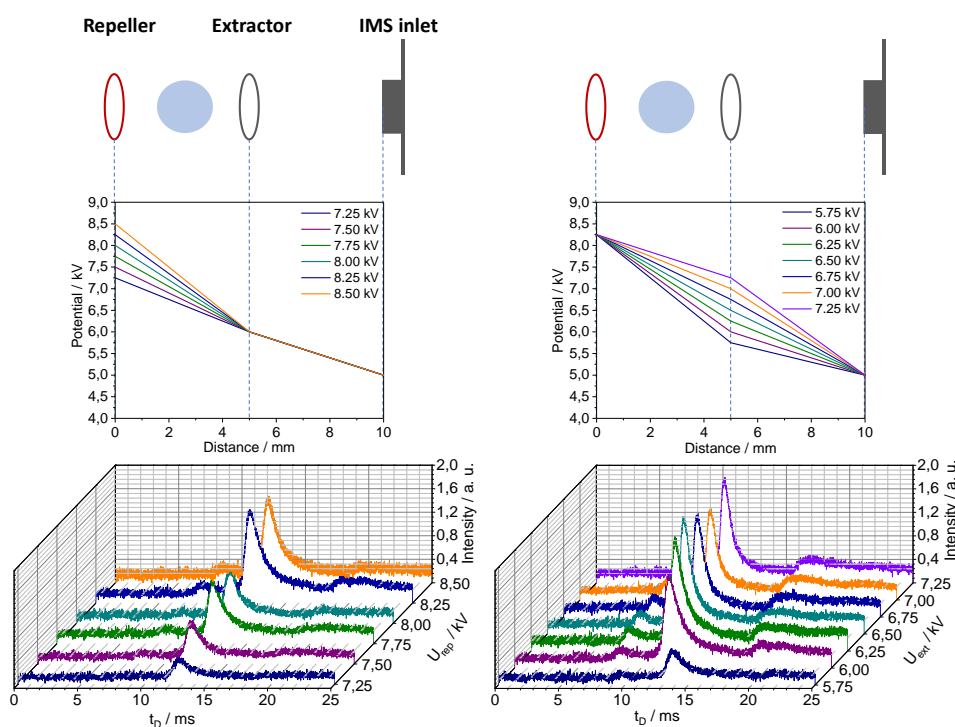 Repeller Extractor IMS inlet
9,0
8,5
8,0
7,5
7,0
6,5
6,0
5,5
5,0
4,5
4,0
Potential / kV
7.25 kV
7.50 kV
7.75 kV
8.00 kV
8.25 kV
8.50 kV
0 2 4 6 8 10
Distance / mm
9,0
8,5
8,0
7,5
7,0
6,5
6,0
5,5
5,0
4,5
4,0
Potential / kV
5.75 kV
6.00 kV
6.25 kV
6.50 kV
6.75 kV
7.00 kV
7.25 kV
0 2 4 6 8 10
Distance / mm
2,0
1,6
1,2
0,8
0,4
Intensity / a. u.
8,50
8,25
8,00
7,75
7,50
7,25
U_rep / KV
0 5 10 15 20 25
t_D / ms
2,0
1,6
1,2
0,8
0,4
Intensity / a. u.
7,25
7,00
6,75
6,50
6,25
6,00
5,75
U_ext / KV
0 5 10 15 20 25
t_D / ms